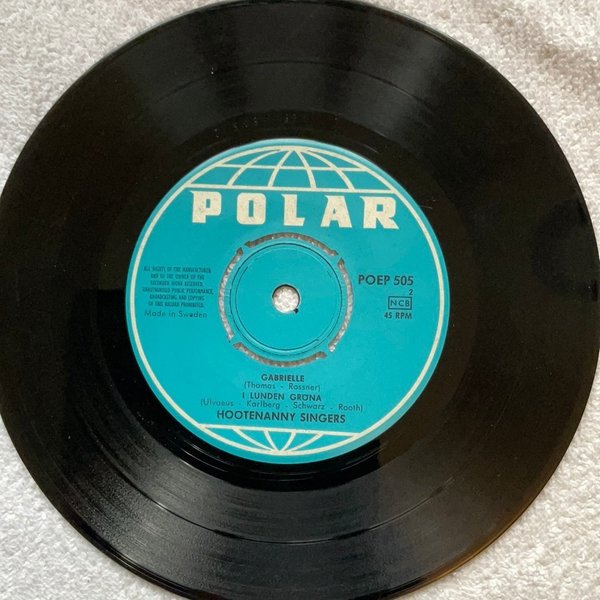 POLAR
ALL RIGHTS OF THE MANUFACTURER
AND OF THE OWNER OF THE
RECORDED WORK RESERVED.
UNAUTHORISED PUBLIC PERFORMANCE,
BROADCASTING AND COPYING
OF THIS RECORD PROHIBITED.
Made in Sweden
POEP 505
2
NCB
45 RPM
GABRIELLE
(Thomas - Rossner)
I LUNDEN GRÖNA
(Ulvaeus - Karlberg - Schwarz - Rooth)
HOOTENANNY SINGERS